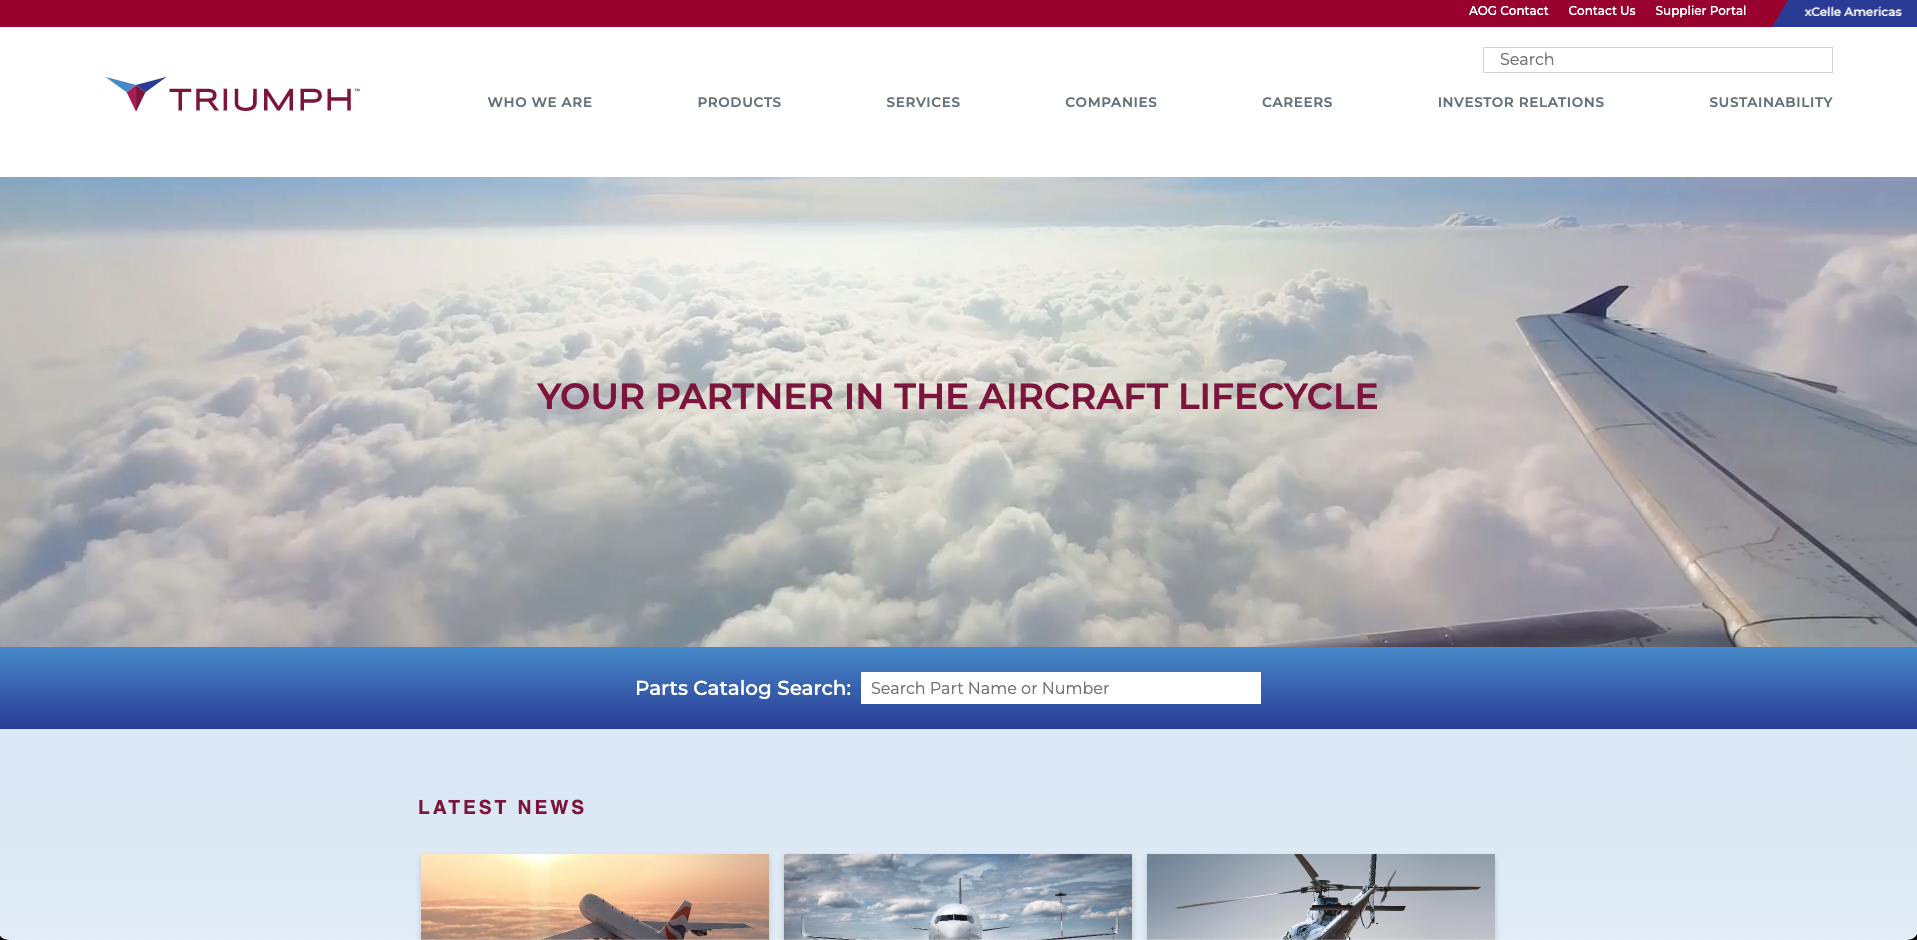 AOG Contact Contact Us Supplier Portal xCelle Americas
Search
TRIUMPH™
WHO WE ARE PRODUCTS SERVICES COMPANIES CAREERS INVESTOR RELATIONS SUSTAINABILITY
YOUR PARTNER IN THE AIRCRAFT LIFECYCLE
Parts Catalog Search: Search Part Name or Number
LATEST NEWS